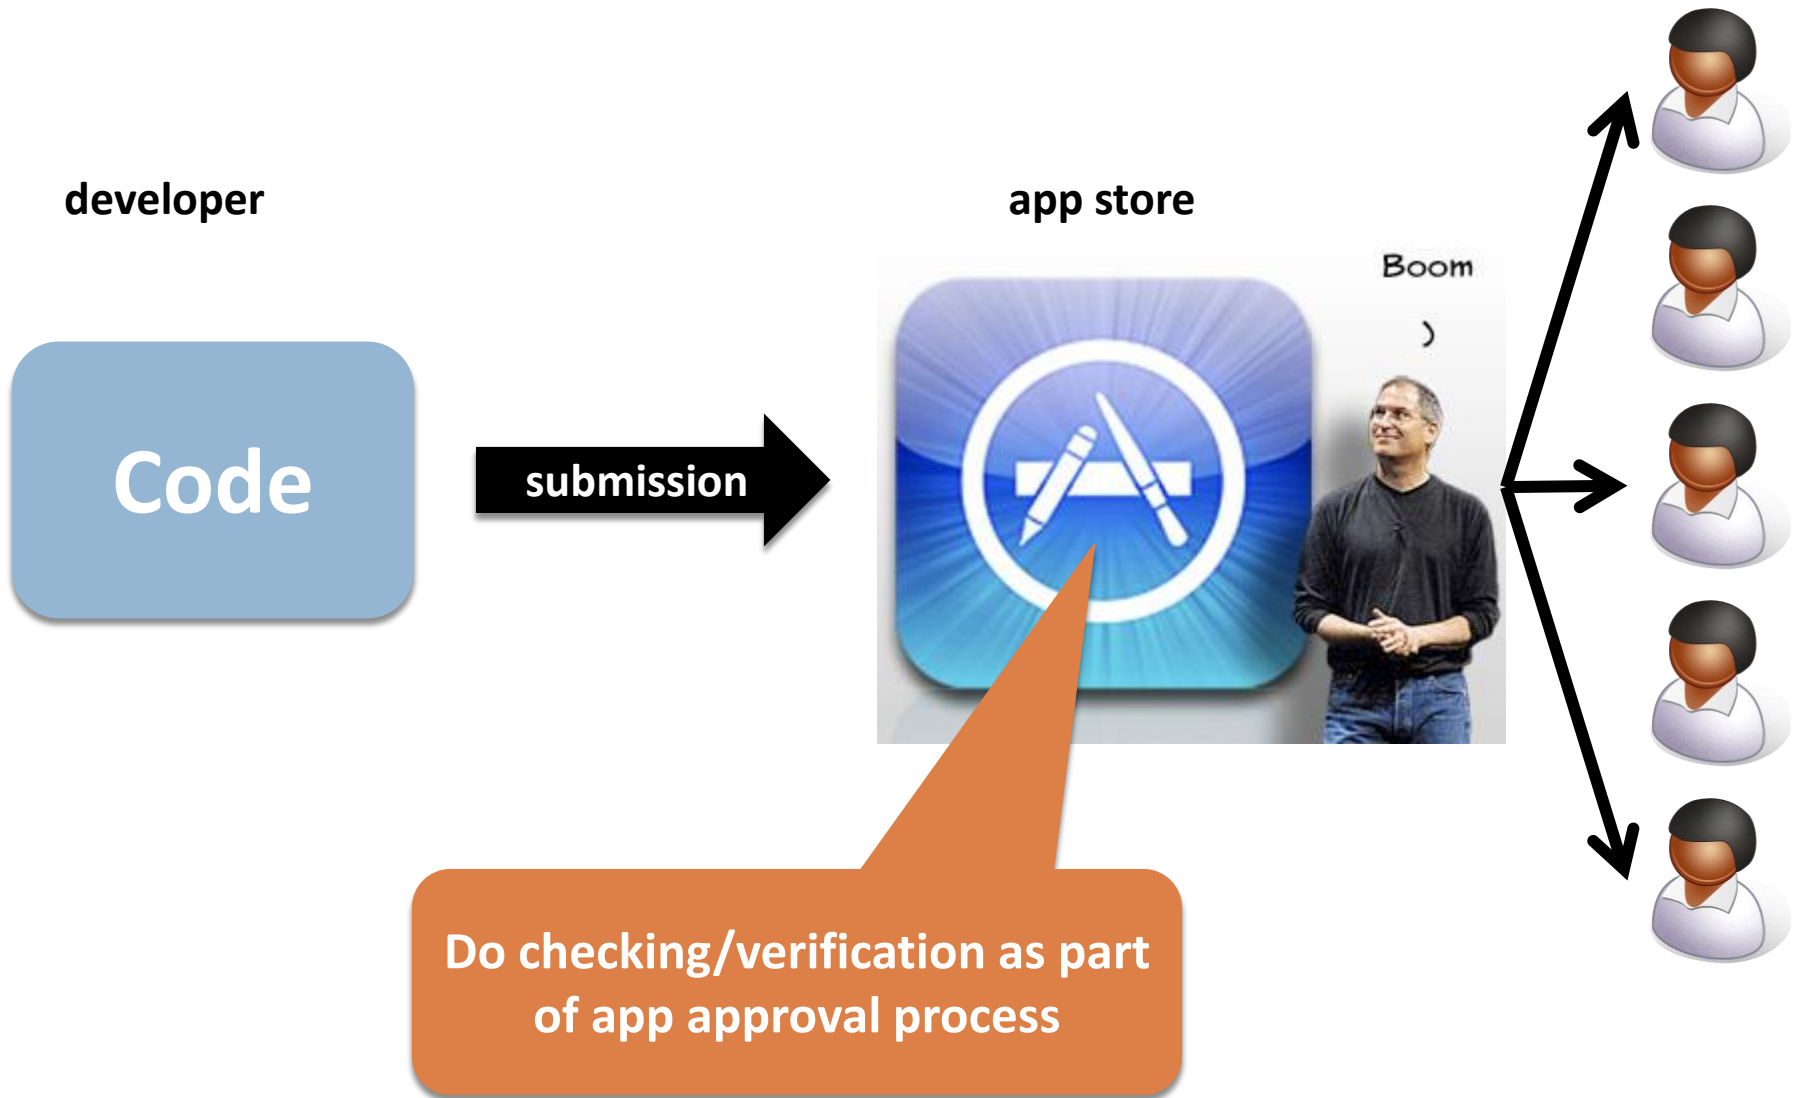 developer
app store
Boom
Code
submission
Do checking/verification as part
of app approval process